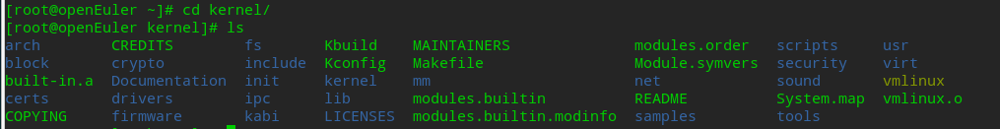 [root@openEuler ~]# cd kernel/
[root@openEuler kernel]# ls
arch CREDITS fs Kbuild MAINTAINERS modules.order scripts usr
block crypto include Kconfig Makefile Module.symvers security virt
built-in.a Documentation init kernel mm net sound vmlinux
certs drivers ipc lib modules.builtin README System.map vmlinux.o
COPYING firmware kabi LICENSES modules.builtin.modinfo samples tools